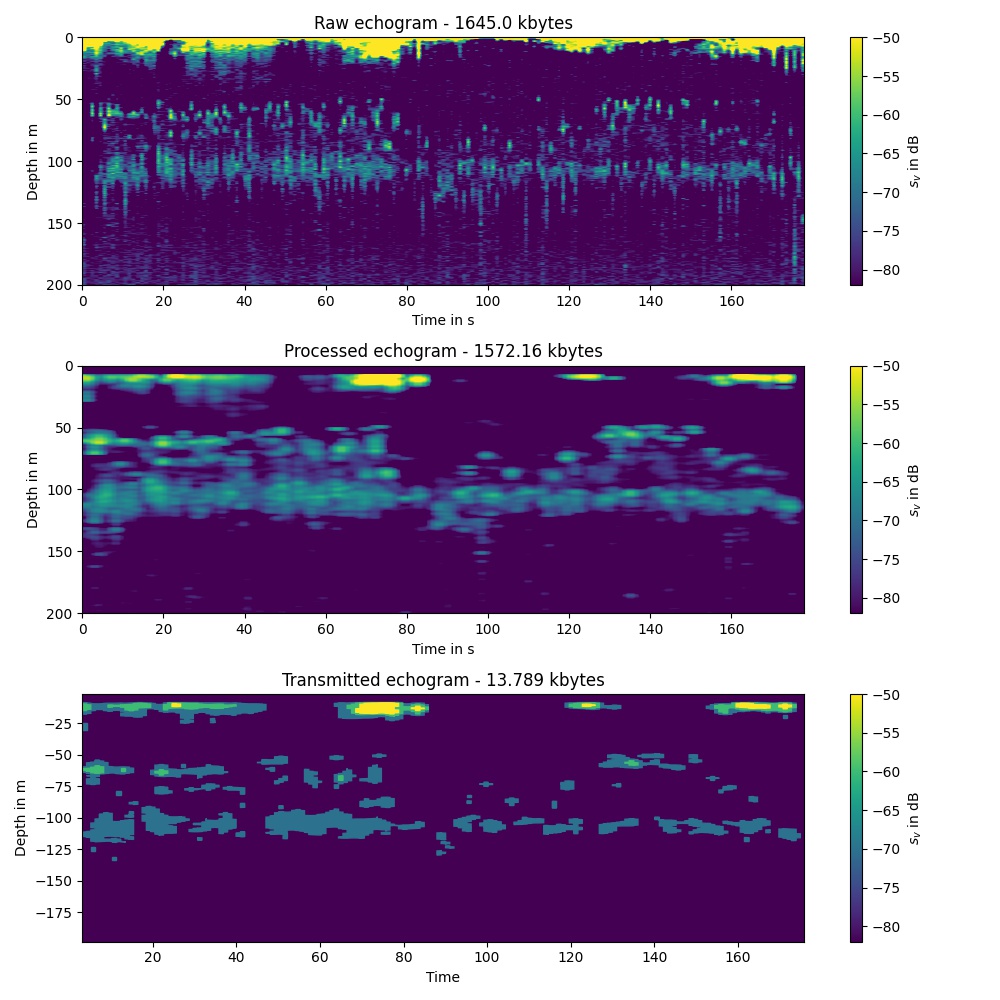 Raw echogram - 1645.0 kbytes
0
50
100
150
200
Depth in m
0 20 40 60 80 100 120 140 160
Time in s
−50
−55
−60
−65
−70
−75
−80
sv in dB
Processed echogram - 1572.16 kbytes
0
50
100
150
200
Depth in m
0 20 40 60 80 100 120 140 160
Time in s
−50
−55
−60
−65
−70
−75
−80
sv in dB
Transmitted echogram - 13.789 kbytes
−25
−50
−75
−100
−125
−150
−175
Depth in m
20 40 60 80 100 120 140 160
Time
−50
−55
−60
−65
−70
−75
−80
sv in dB